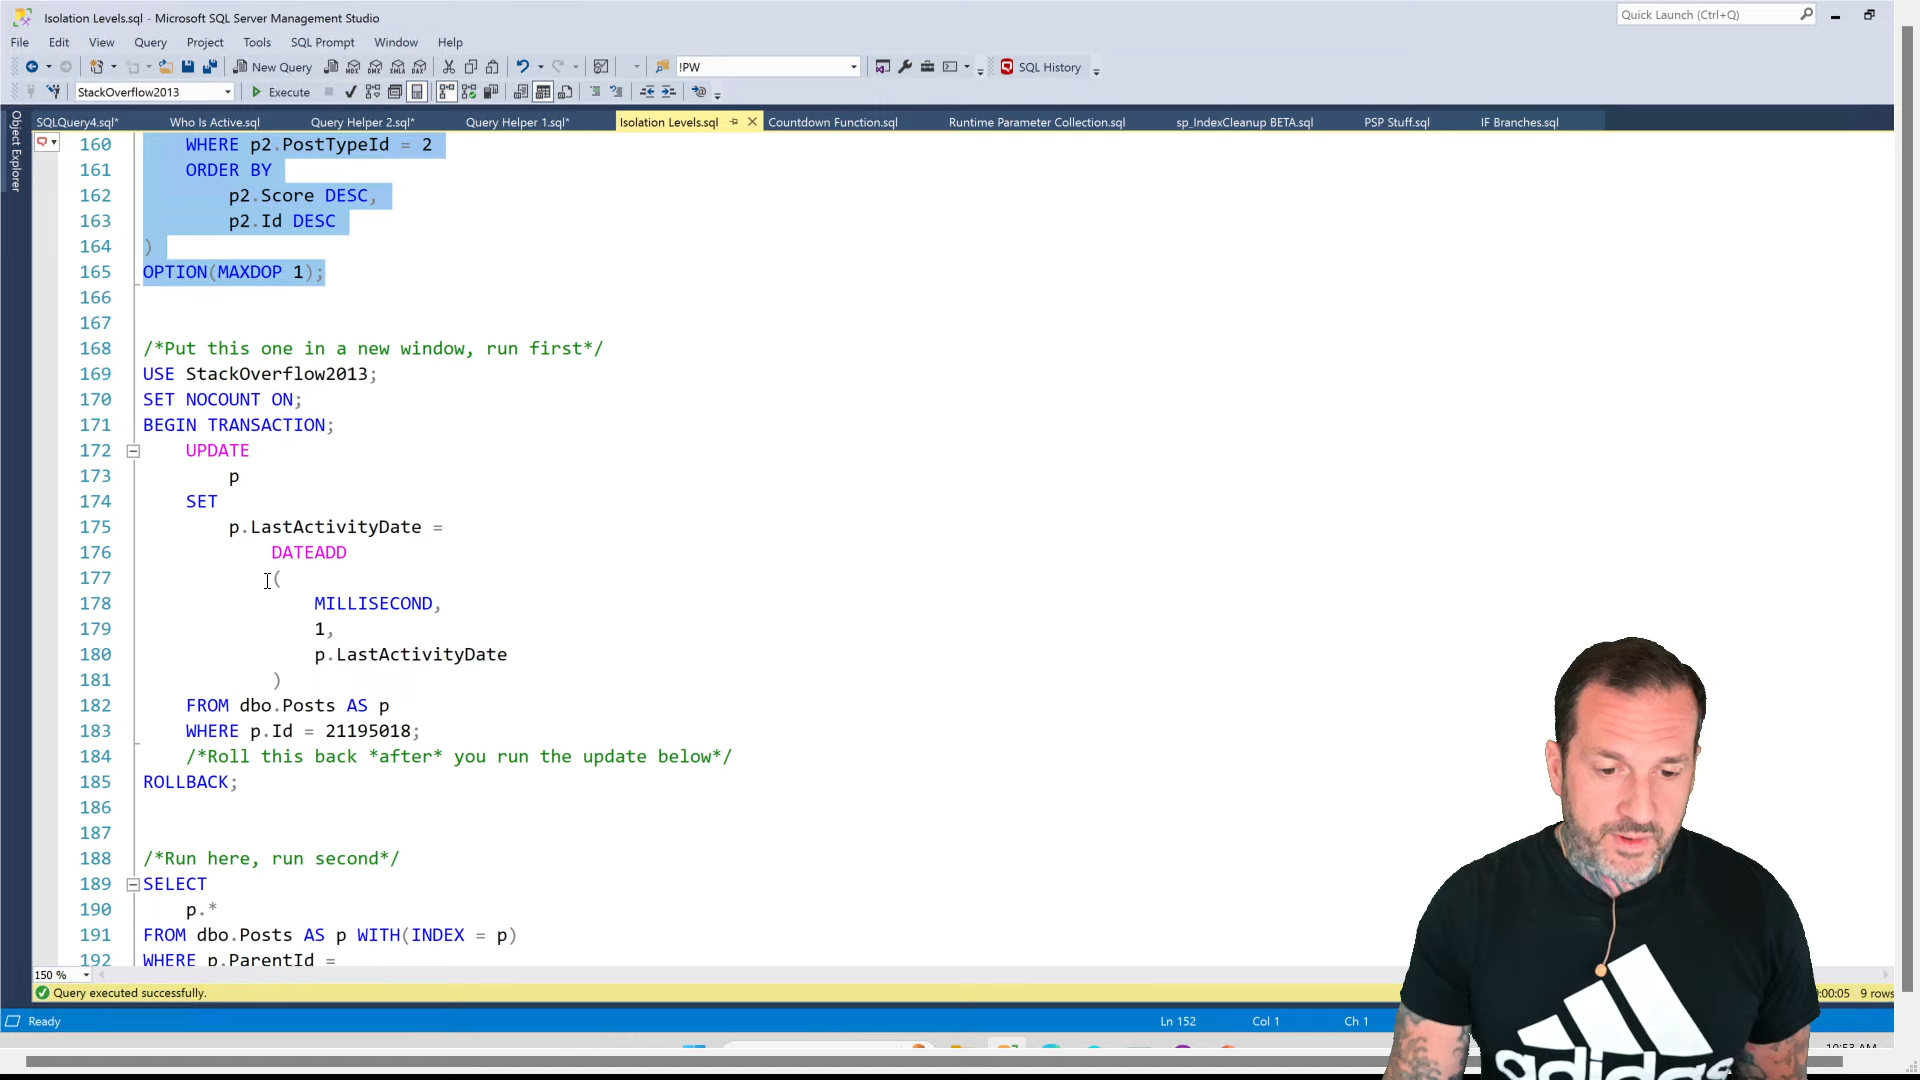 Isolation Levels.sql - Microsoft SQL Server Management Studio
Quick Launch (Ctrl+Q)
File Edit View Query Project Tools SQL Prompt Window Help
New Query MDX DMX XMLA DAX !PW SQL History
StackOverflow2013 Execute
SQLQuery4.sql* Who Is Active.sql Query Helper 2.sql* Query Helper 1.sql* Isolation Levels.sql Countdown Function.sql Runtime Parameter Collection.sql sp_IndexCleanup BETA.sql PSP Stuff.sql IF Branches.sql
Object Explorer
160 WHERE p2.PostTypeId = 2
161 ORDER BY
162 p2.Score DESC,
163 p2.Id DESC
164 )
165 OPTION(MAXDOP 1);
166
167
168 /*Put this one in a new window, run first*/
169 USE StackOverflow2013;
170 SET NOCOUNT ON;
171 BEGIN TRANSACTION;
172 UPDATE
173 p
174 SET
175 p.LastActivityDate =
176 DATEADD
177 (
178 MILLISECOND,
179 1,
180 p.LastActivityDate
181 )
182 FROM dbo.Posts AS p
183 WHERE p.Id = 21195018;
184 /*Roll this back *after* you run the update below*/
185 ROLLBACK;
186
187
188 /*Run here, run second*/
189 SELECT
190 p.*
191 FROM dbo.Posts AS p WITH(INDEX = p)
192 WHERE p.ParentId =
150 %
Query executed successfully. :00:05 9 rows
Ready Ln 152 Col 1 Ch 1
10:53 AM
adidas